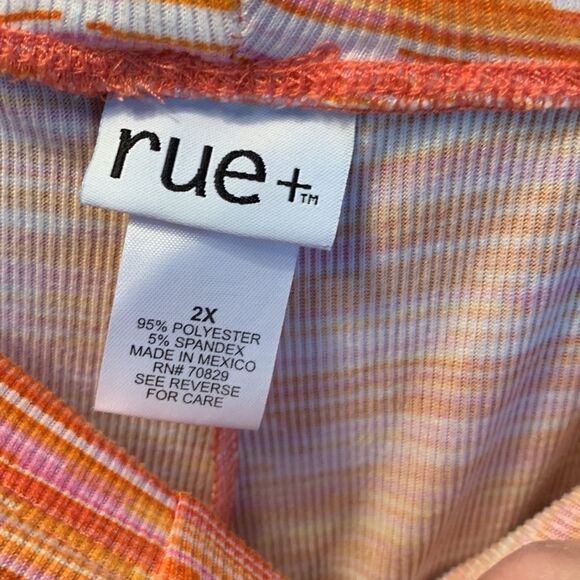 rue+™
2X
95% POLYESTER
5% SPANDEX
MADE IN MEXICO
RN# 70829
SEE REVERSE
FOR CARE